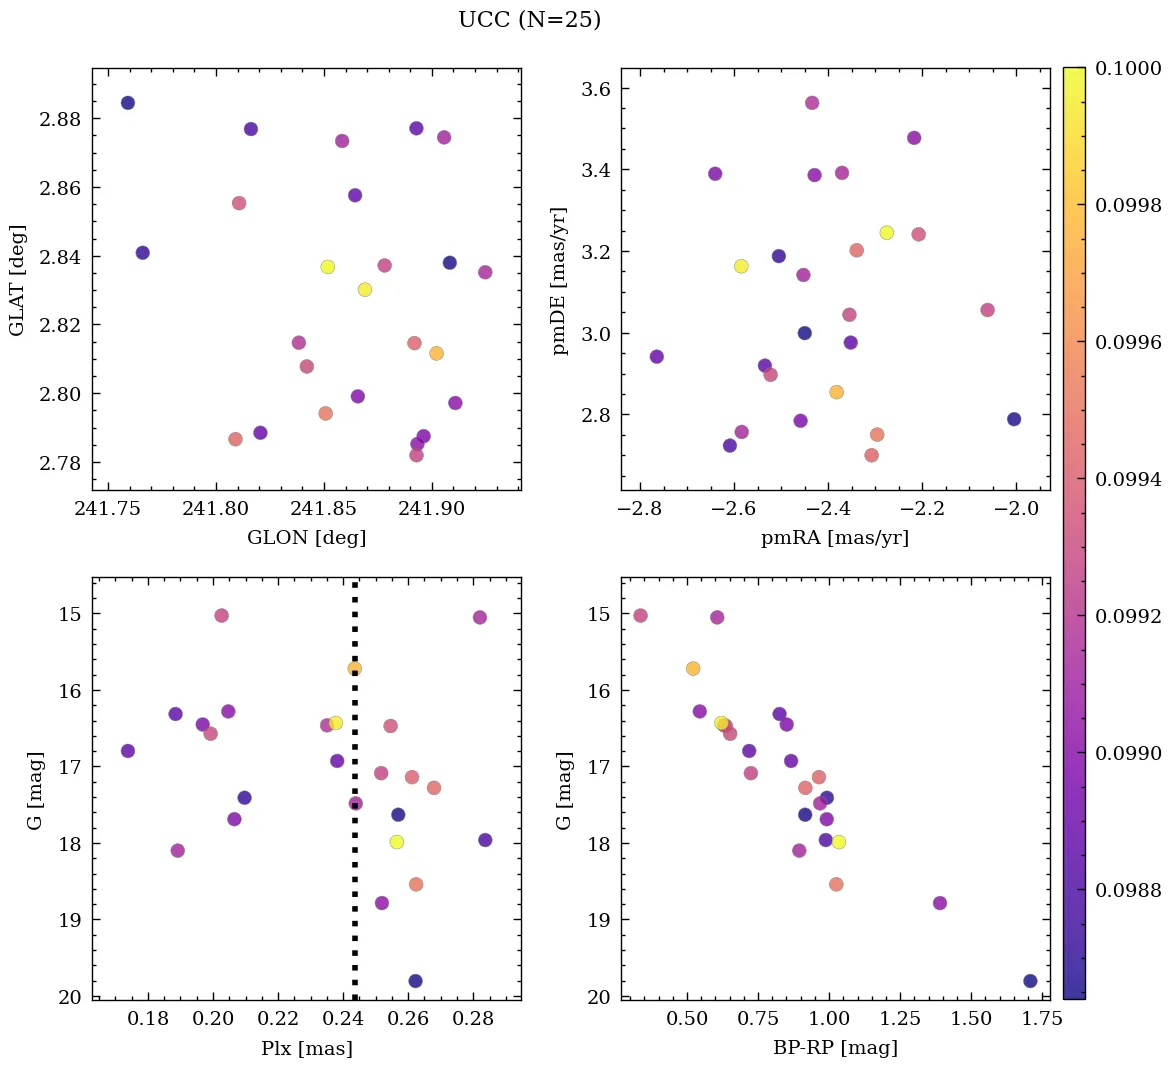 UCC (N=25)
2.88
2.86
2.84
2.82
2.80
2.78
GLAT [deg]
241.75 241.80 241.85 241.90
GLON [deg]
3.6
3.4
3.2
3.0
2.8
pmDE [mas/yr]
−2.8 −2.6 −2.4 −2.2 −2.0
pmRA [mas/yr]
0.1000
0.0998
0.0996
0.0994
0.0992
0.0990
0.0988
15
16
17
18
19
20
G [mag]
0.18 0.20 0.22 0.24 0.26 0.28
Plx [mas]
15
16
17
18
19
20
G [mag]
0.50 0.75 1.00 1.25 1.50 1.75
BP-RP [mag]